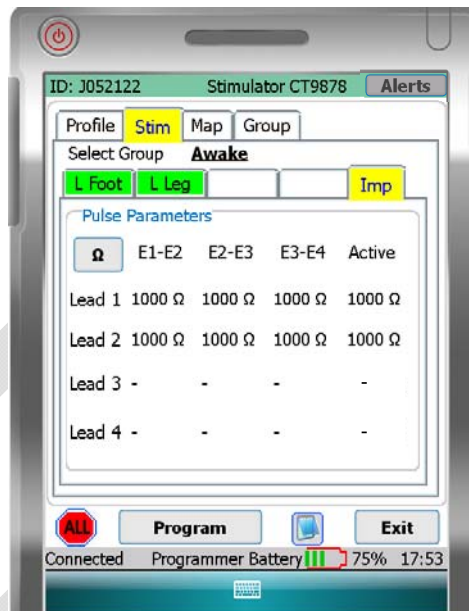 ID: J052122 Stimulator CT9878 Alerts
Profile Stim Map Group
Select Group Awake
L Foot L Leg Imp
Pulse Parameters
Ω E1-E2 E2-E3 E3-E4 Active
Lead 1 1000 Ω 1000 Ω 1000 Ω 1000 Ω
Lead 2 1000 Ω 1000 Ω 1000 Ω 1000 Ω
Lead 3 - - - -
Lead 4 - - - -
ALL Program Exit
Connected Programmer Battery 75% 17:53